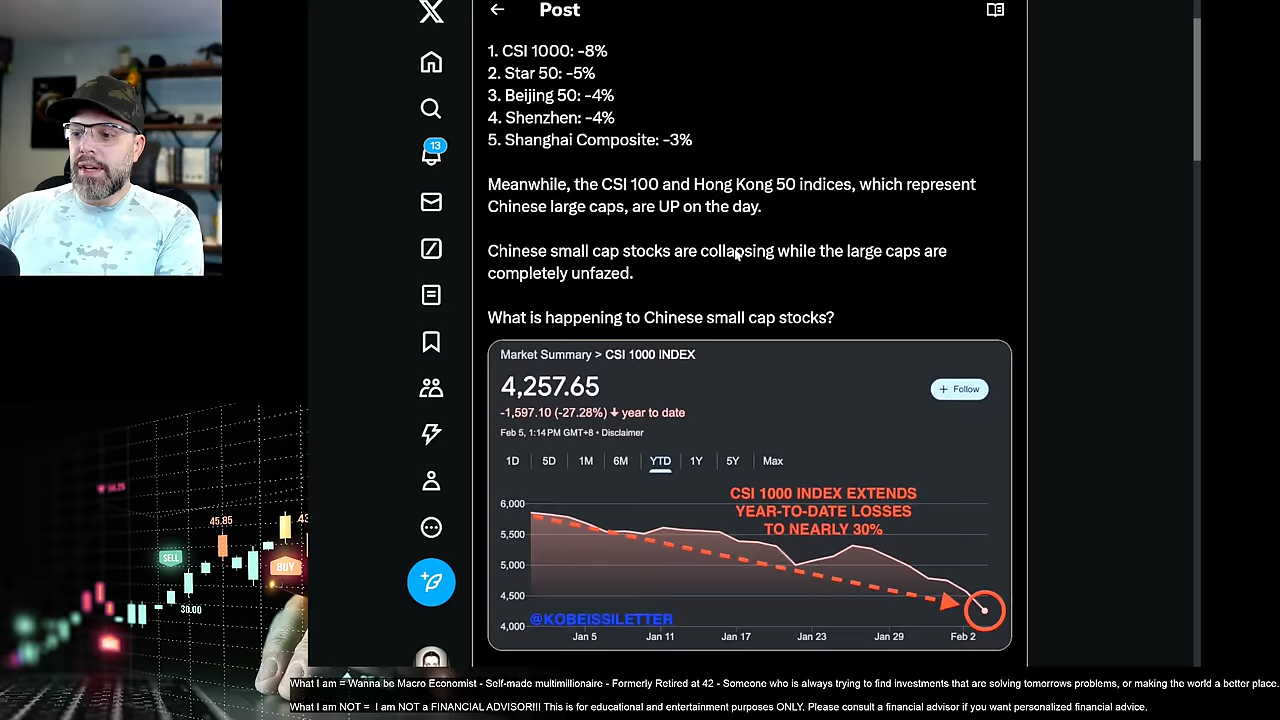 Post
1. CSI 1000: -8%
2. Star 50: -5%
3. Beijing 50: -4%
4. Shenzhen: -4%
5. Shanghai Composite: -3%
13
Meanwhile, the CSI 100 and Hong Kong 50 indices, which represent
Chinese large caps, are UP on the day.
Chinese small cap stocks are collapsing while the large caps are
completely unfazed.
What is happening to Chinese small cap stocks?
Market Summary > CSI 1000 INDEX
4,257.65
+ Follow
-1,597.10 (-27.28%) ↓ year to date
Feb 5, 1:14 PM GMT+8 • Disclaimer
1D 5D 1M 6M YTD 1Y 5Y Max
CSI 1000 INDEX EXTENDS
YEAR-TO-DATE LOSSES
TO NEARLY 30%
6,000
5,500
5,000
4,500
4,000
@KOBEISSILETTER
Jan 5 Jan 11 Jan 17 Jan 23 Jan 29 Feb 2
45.85
43
SELL
BUY
30.00
What I am = Wanna be Macro Economist - Self-made multimillionaire - Formerly Retired at 42 - Someone who is always trying to find investments that are solving tomorrows problems, or making the world a better place.
What I am NOT = I am NOT a FINANCIAL ADVISOR!!! This is for educational and entertainment purposes ONLY. Please consult a financial advisor if you want personalized financial advice.